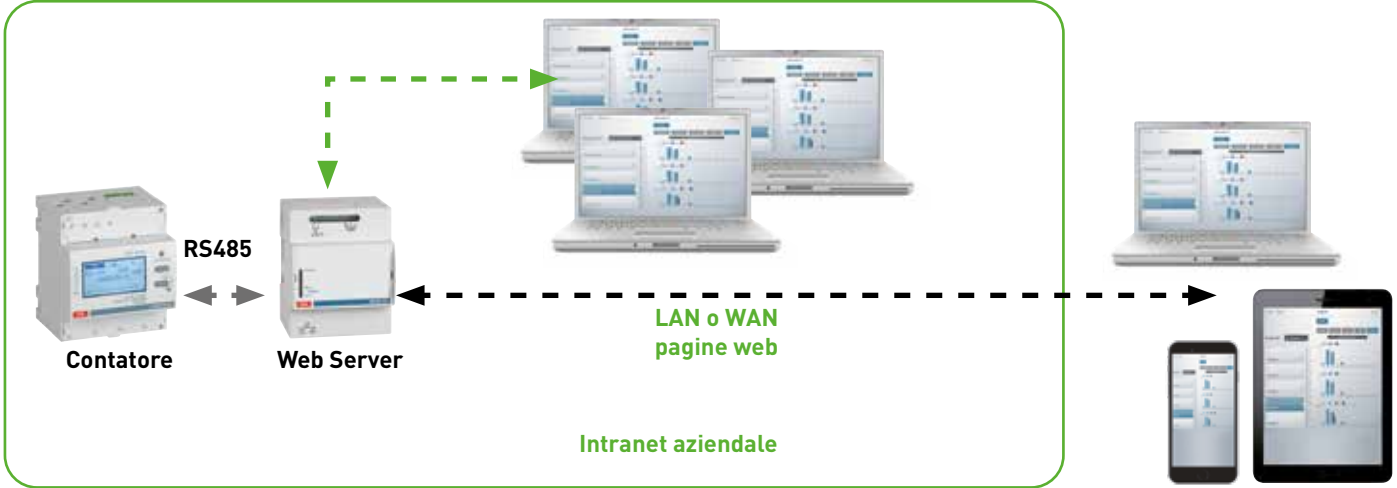 RS485
Contatore
Web Server
LAN o WAN
pagine web
Intranet aziendale